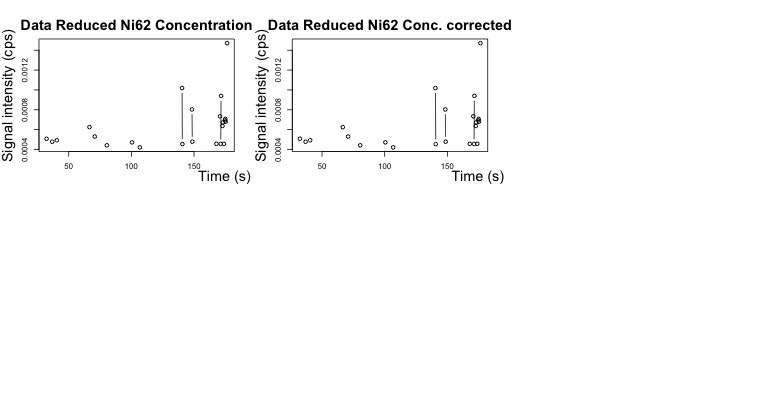 Data Reduced Ni62 Concentration
Signal intensity (cps)
0.0012
0.0008
0.0004
50
100
150
Time (s)
Data Reduced Ni62 Conc. corrected
Signal intensity (cps)
0.0012
0.0008
0.0004
50
100
150
Time (s)